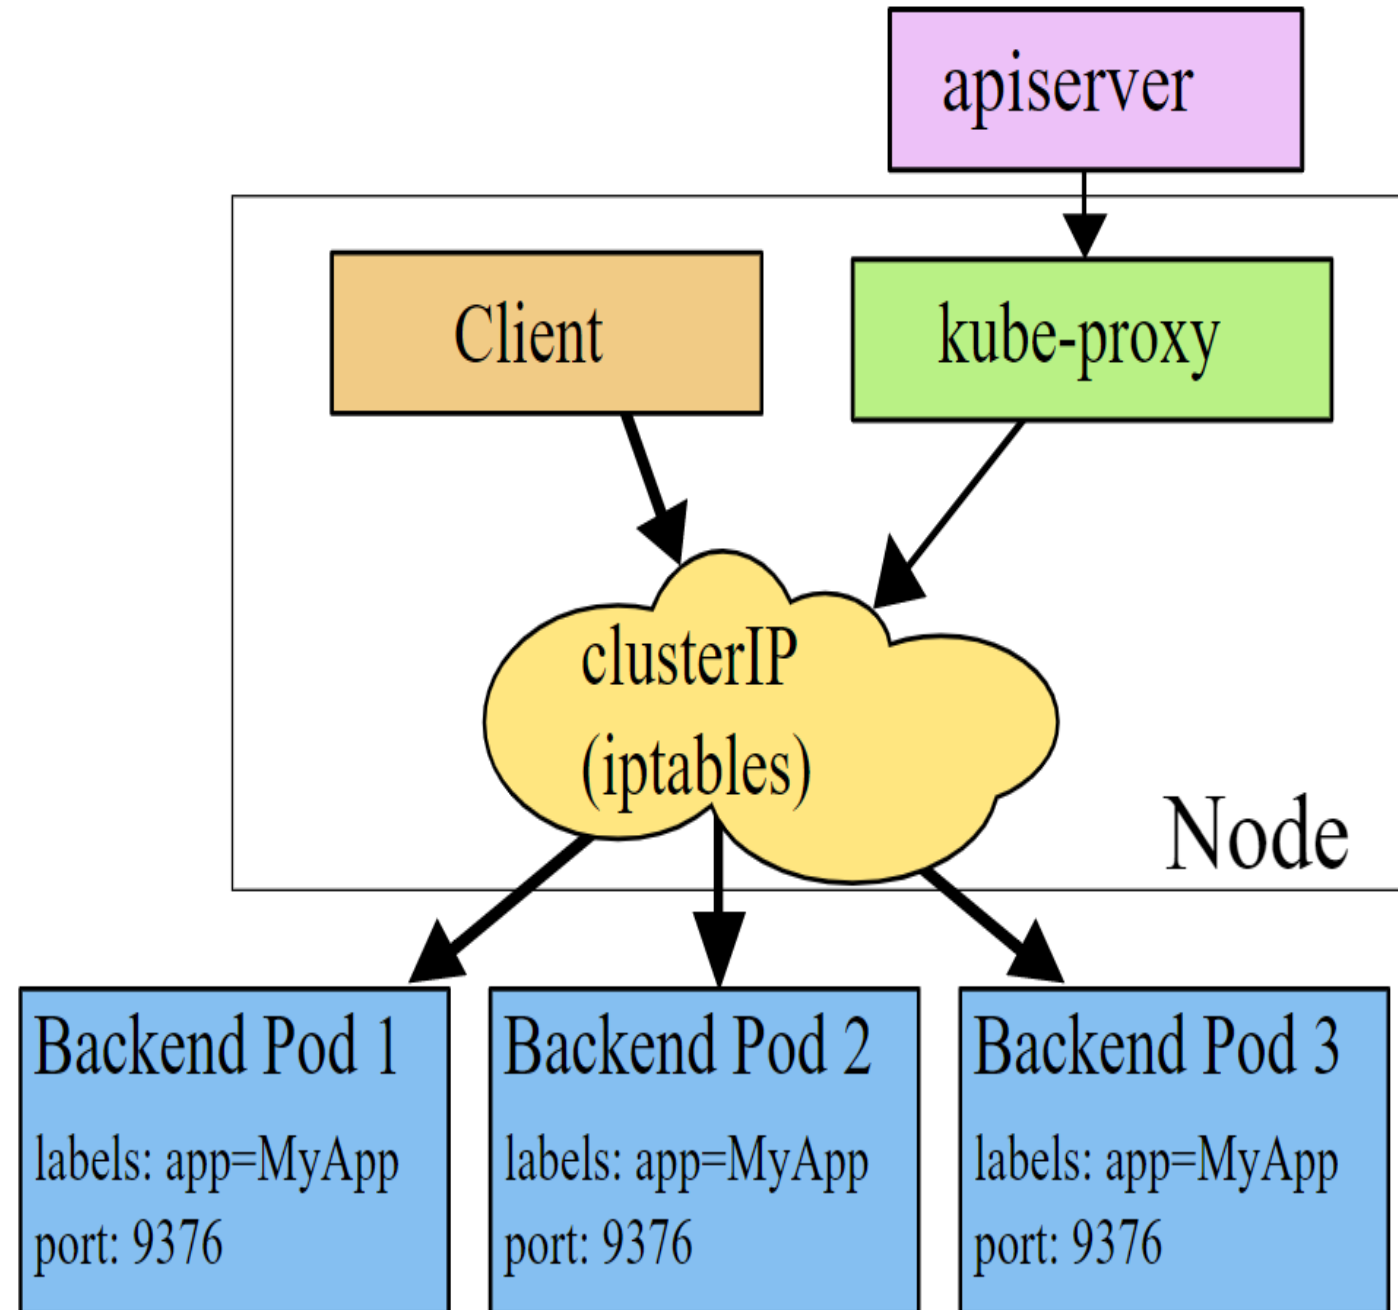 apiserver
Client
kube-proxy
clusterIP
(iptables)
Node
Backend Pod 1
labels: app=MyApp
port: 9376
Backend Pod 2
labels: app=MyApp
port: 9376
Backend Pod 3
labels: app=MyApp
port: 9376